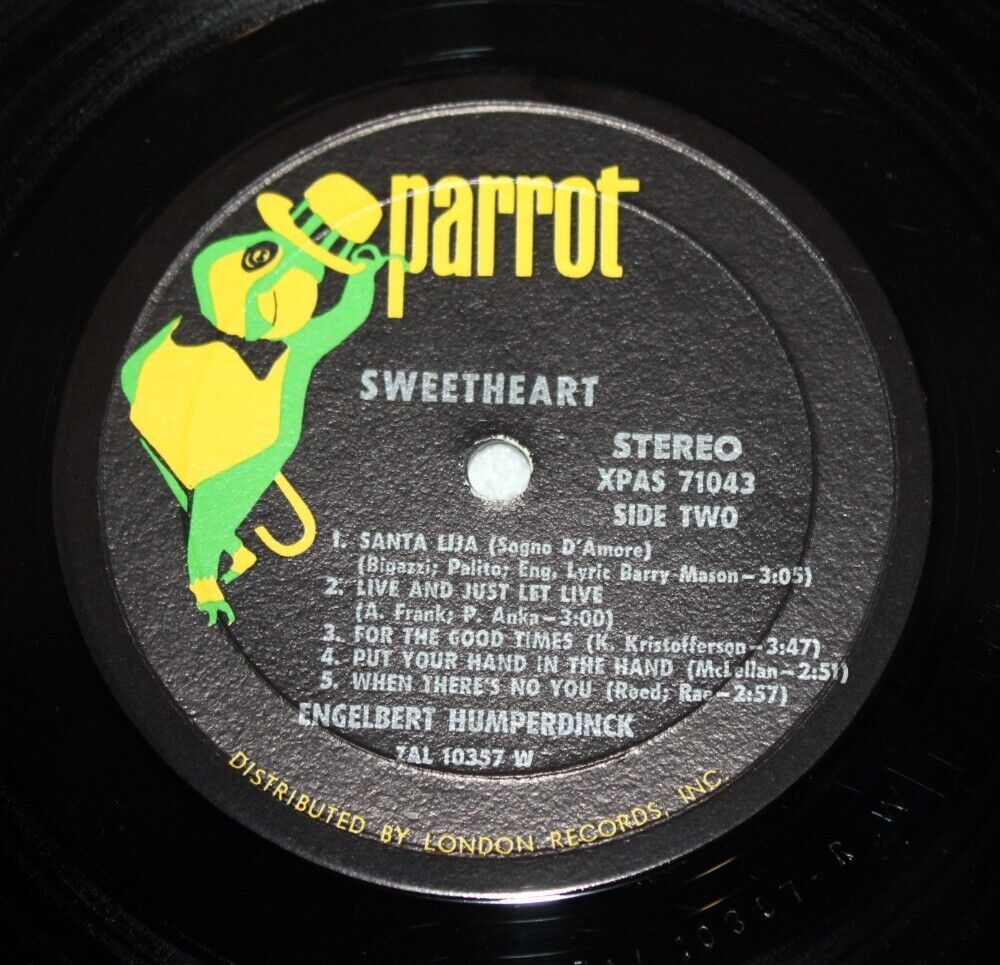 parrot
SWEETHEART
STEREO
XPAS 71043
SIDE TWO
1. SANTA LIJA (Sogno D'Amore)
(Bigazzi; Polito; Eng. Lyric Barry Mason—3:05)
2. LIVE AND JUST LET LIVE
(A. Frank; P. Anka—3:00)
3. FOR THE GOOD TIMES (K. Kristofferson—3:47)
4. PUT YOUR HAND IN THE HAND (McLellan—2:51)
5. WHEN THERE'S NO YOU (Reed; Rae—2:57)
ENGELBERT HUMPERDINCK
ZAL 10357 W
DISTRIBUTED BY LONDON RECORDS, INC.
10357-